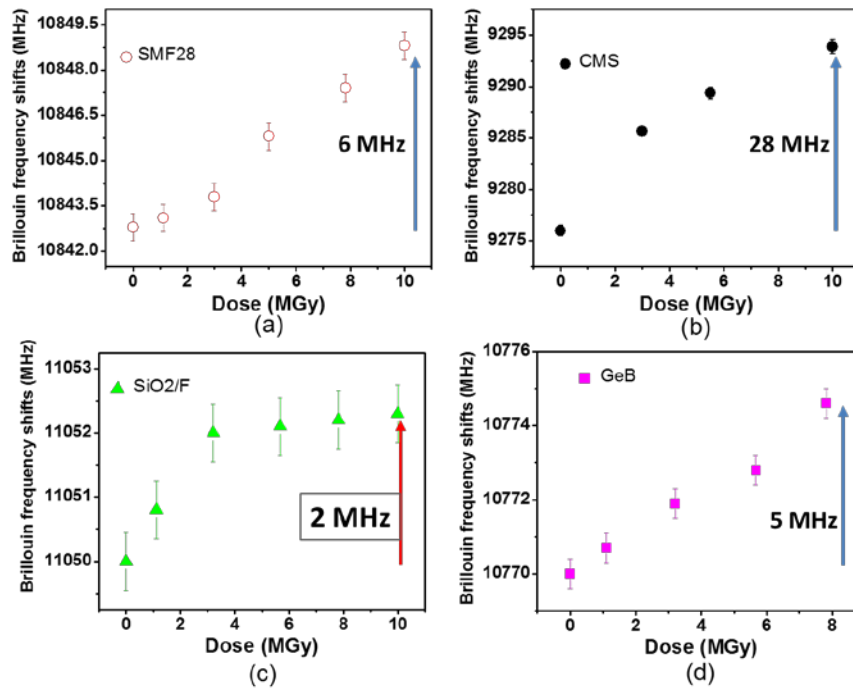 Brillouin frequency shifts (MHz)
10849.5
10848.0
10846.5
10845.0
10843.5
10842.0
SMF28
6 MHz
0 2 4 6 8 10
Dose (MGy)
(a)
Brillouin frequency shifts (MHz)
9295
9290
9285
9280
9275
CMS
28 MHz
0 2 4 6 8 10
Dose (MGy)
(b)
Brillouin frequency shifts (MHz)
11053
11052
11051
11050
SiO2/F
2 MHz
0 2 4 6 8 10
Dose (MGy)
(c)
Brillouin frequency shifts (MHz)
10776
10774
10772
10770
GeB
5 MHz
0 2 4 6 8
Dose (MGy)
(d)